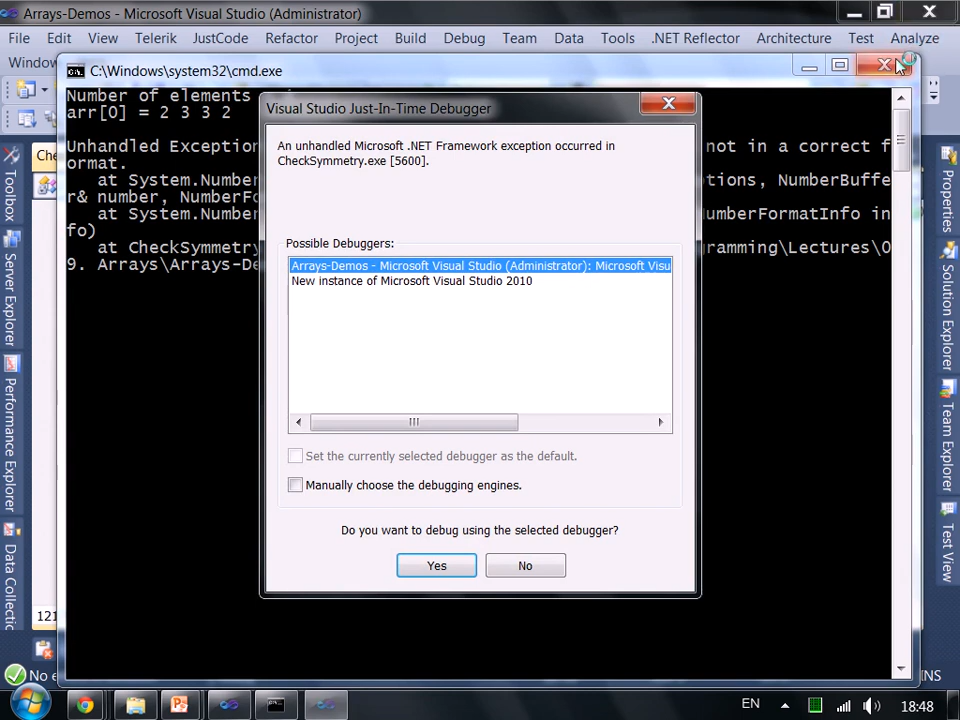 Arrays-Demos - Microsoft Visual Studio (Administrator)
File Edit View Telerik JustCode Refactor Project Build Debug Team Data Tools .NET Reflector Architecture Test Analyze
Window
C:\Windows\system32\cmd.exe
Number of elements
arr[0] = 2 3 3 2
Unhandled Exception
not in a correct f
ormat.
at System.Number
ptions, NumberBuffe
r& number, NumberFo
at System.Number
NumberFormatInfo in
fo)
at CheckSymmetry
gramming\Lectures\0
9. Arrays\Arrays-De
Visual Studio Just-In-Time Debugger
An unhandled Microsoft .NET Framework exception occurred in
CheckSymmetry.exe [5600].
Possible Debuggers:
Arrays-Demos - Microsoft Visual Studio (Administrator): Microsoft Visu
New instance of Microsoft Visual Studio 2010
Set the currently selected debugger as the default.
Manually choose the debugging engines.
Do you want to debug using the selected debugger?
Yes No
Che
Toolbox
Server Explorer
Performance Explorer
Data Collecti
Properties
Solution Explorer
Team Explorer
Test View
121
No e
INS
EN
18:48